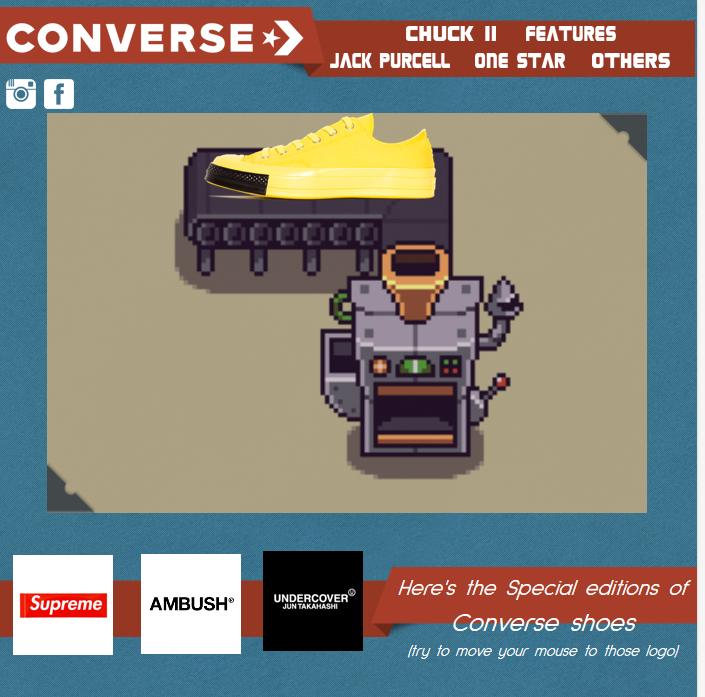 CONVERSE
CHUCK II FEATURES
JACK PURCELL ONE STAR OTHERS
Supreme
AMBUSH®
UNDERCOVER
JUN TAKAHASHI
Here's the Special editions of
Converse shoes
(try to move your mouse to those logo)